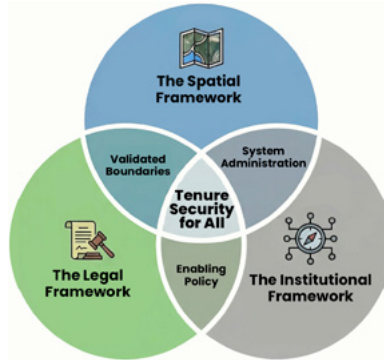 The Spatial
Framework
Validated
Boundaries
System
Administration
Tenure
Security
for All
The Legal
Framework
Enabling
Policy
The Institutional
Framework